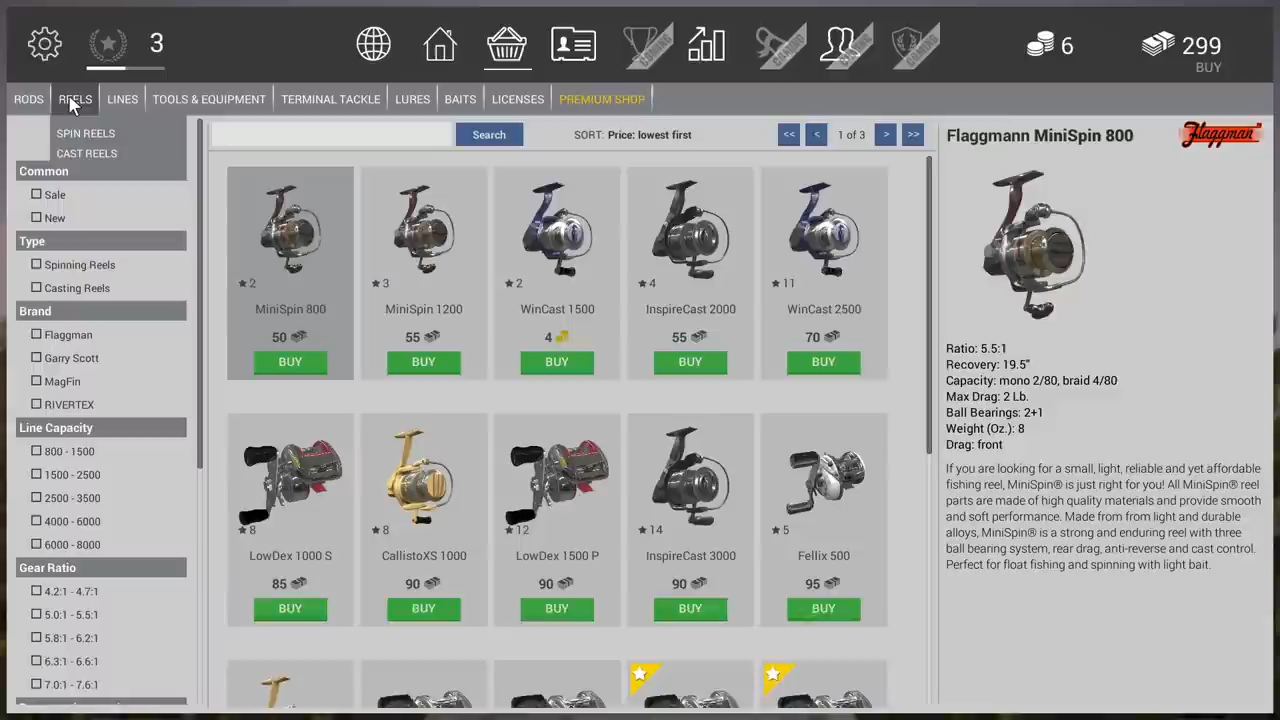 3
6
299
BUY
RODS REELS LINES TOOLS & EQUIPMENT TERMINAL TACKLE LURES BAITS LICENSES PREMIUM SHOP
SPIN REELS
CAST REELS
Common
Sale
New
Type
Spinning Reels
Casting Reels
Brand
Flaggman
Garry Scott
MagFin
RIVERTEX
Line Capacity
800 - 1500
1500 - 2500
2500 - 3500
4000 - 6000
6000 - 8000
Gear Ratio
4.2:1 - 4.7:1
5.0:1 - 5.5:1
5.8:1 - 6.2:1
6.3:1 - 6.6:1
7.0:1 - 7.6:1
Search SORT: Price: lowest first << < 1 of 3 > >>
2 3 2 4 11
MiniSpin 800 MiniSpin 1200 WinCast 1500 InspireCast 2000 WinCast 2500
50 55 4 55 70
BUY BUY BUY BUY BUY
8 8 12 14 5
LowDex 1000 S CallistoXS 1000 LowDex 1500 P InspireCast 3000 Fellix 500
85 90 90 90 95
BUY BUY BUY BUY BUY
Flaggmann MiniSpin 800 Flaggman
Ratio: 5.5:1
Recovery: 19.5"
Capacity: mono 2/80, braid 4/80
Max Drag: 2 Lb.
Ball Bearings: 2+1
Weight (Oz.): 8
Drag: front
If you are looking for a small, light, reliable and yet affordable
fishing reel, MiniSpin® is just right for you! All MiniSpin® reel
parts are made of high quality materials and provide smooth
and soft performance. Made from from light and durable
alloys, MiniSpin® is a strong and enduring reel with three
ball bearing system, rear drag, anti-reverse and cast control.
Perfect for float fishing and spinning with light bait.